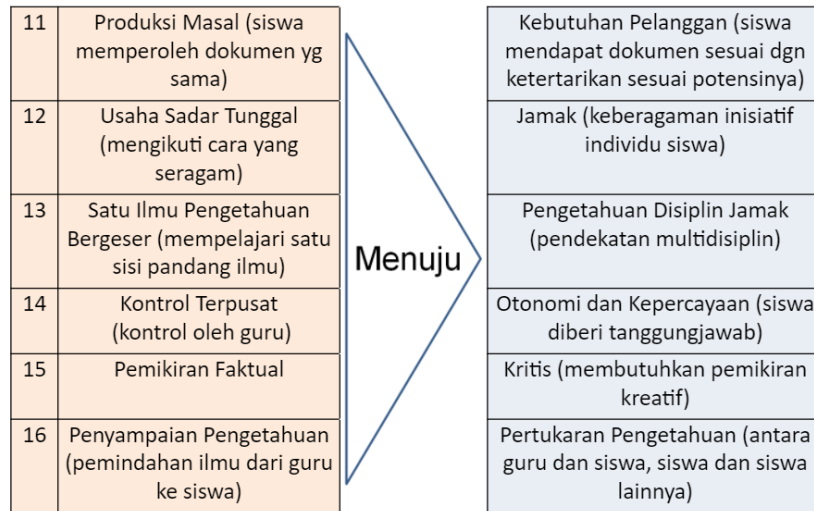 11 Produksi Masal (siswa
memperoleh dokumen yg
sama)
Kebutuhan Pelanggan (siswa
mendapat dokumen sesuai dgn
ketertarikan sesuai potensinya)
12 Usaha Sadar Tunggal
(mengikuti cara yang
seragam)
Jamak (keberagaman inisiatif
individu siswa)
13 Satu Ilmu Pengetahuan
Bergeser (mempelajari satu
sisi pandang ilmu)
Menuju
Pengetahuan Disiplin Jamak
(pendekatan multidisiplin)
14 Kontrol Terpusat
(kontrol oleh guru)
Otonomi dan Kepercayaan (siswa
diberi tanggungjawab)
15 Pemikiran Faktual
Kritis (membutuhkan pemikiran
kreatif)
16 Penyampaian Pengetahuan
(pemindahan ilmu dari guru
ke siswa)
Pertukaran Pengetahuan (antara
guru dan siswa, siswa dan siswa
lainnya)